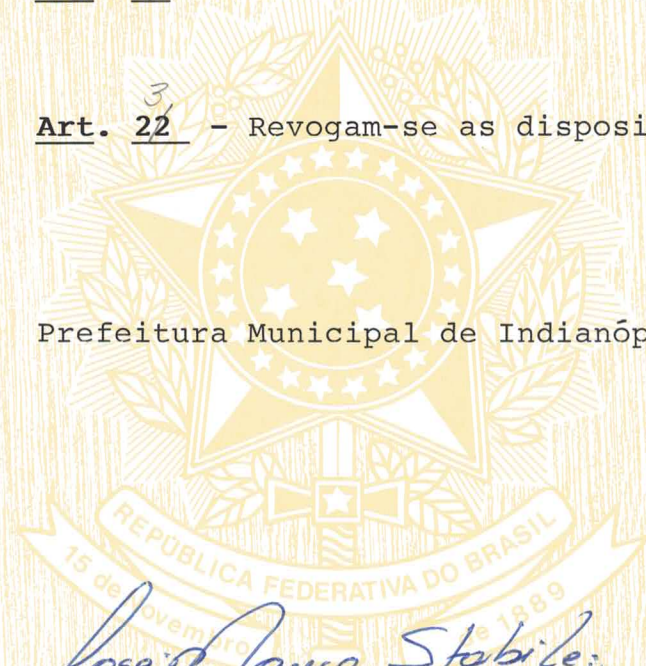 3
Art. 22 - Revogam-se as disposi
Prefeitura Municipal de Indianóp
REPÚBLICA FEDERATIVA DO BRASIL
15 de Novembro de 1889
Stabile